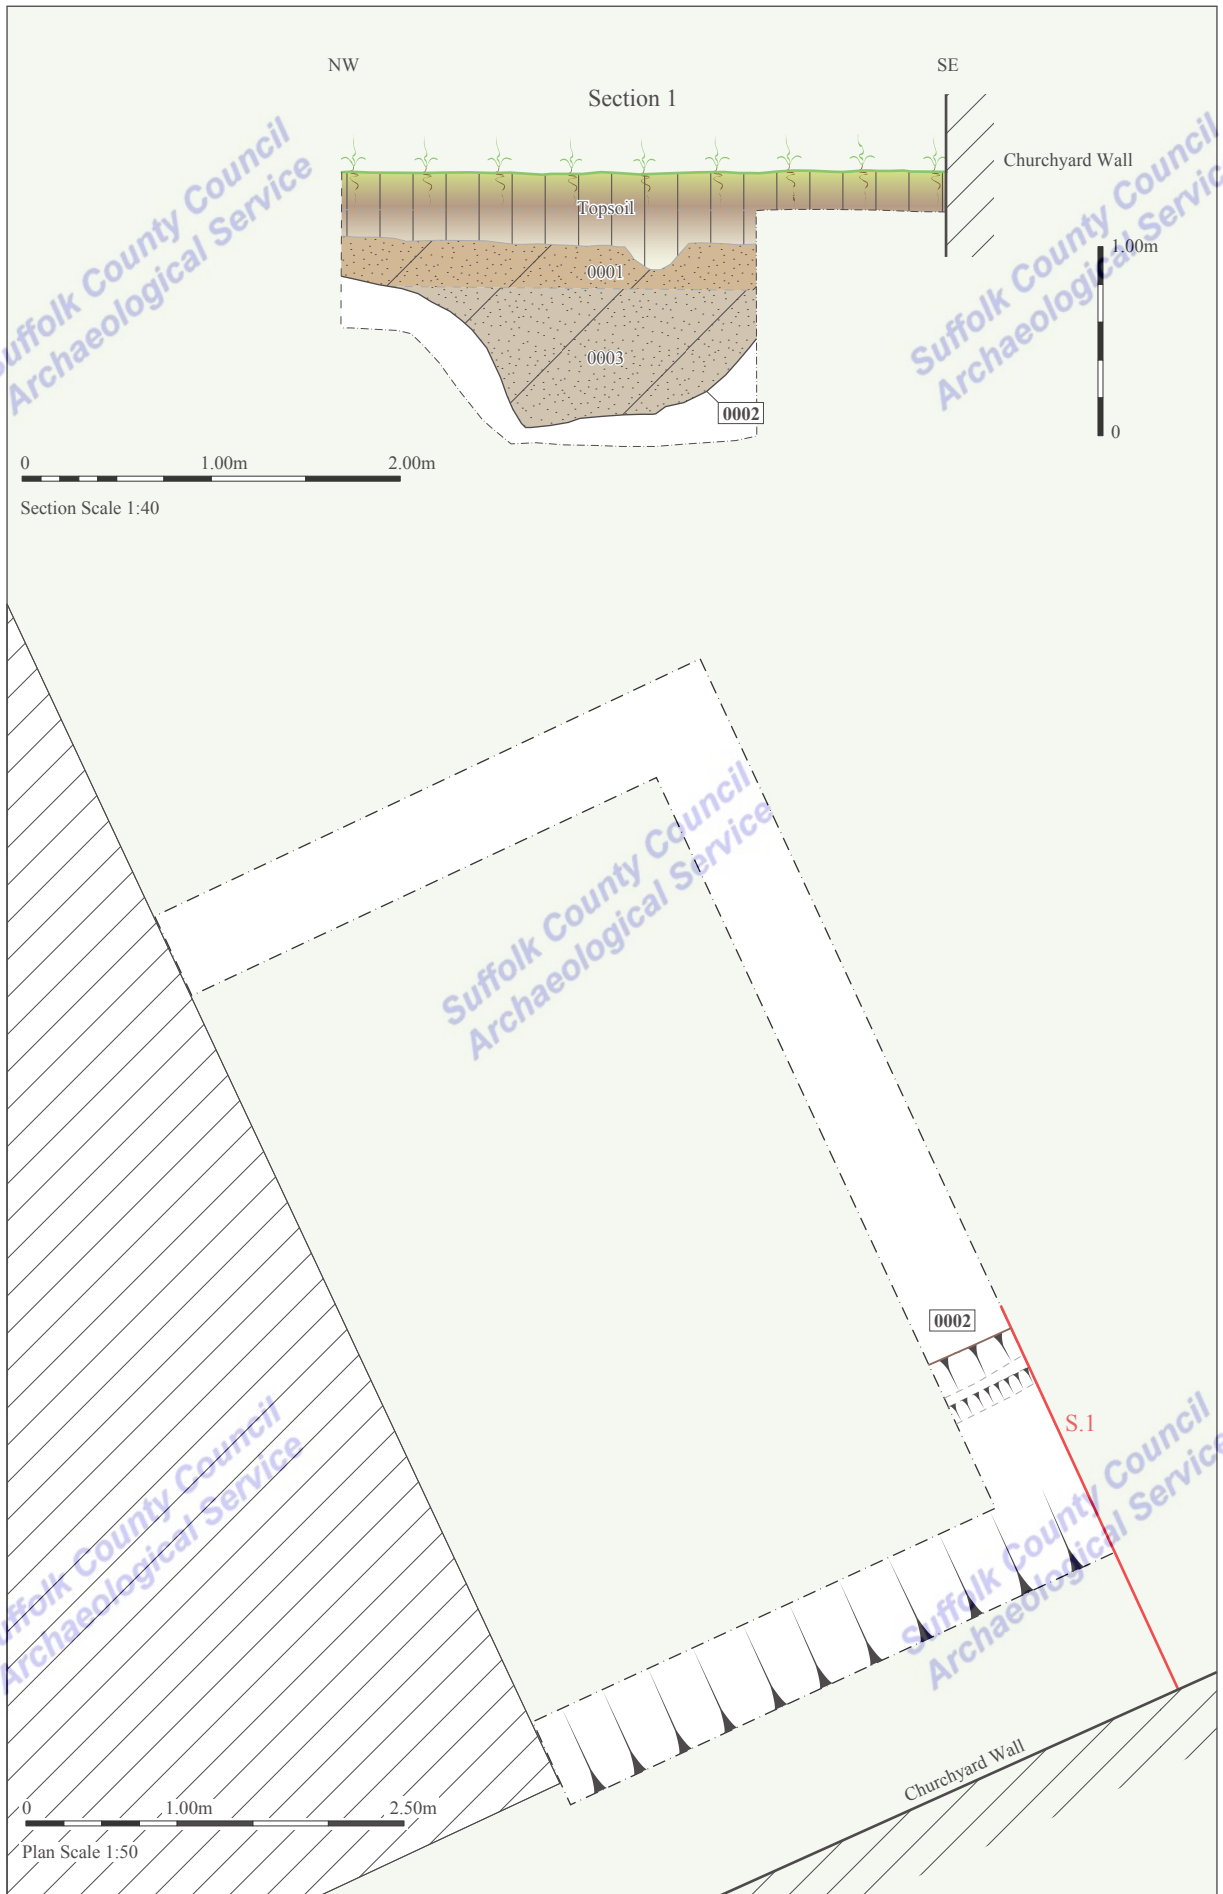 NW
SE
Section 1
Suffolk County Council
Archaeological Service
Suffolk County Council
Archaeological Service
Churchyard Wall
Topsoil
0001
0003
0002
1.00m
0
0
1.00m
2.00m
Section Scale 1:40
Suffolk County Council
Archaeological Service
0002
S.1
Suffolk County Council
Archaeological Service
Suffolk County Council
Archaeological Service
Churchyard Wall
0
1.00m
2.50m
Plan Scale 1:50